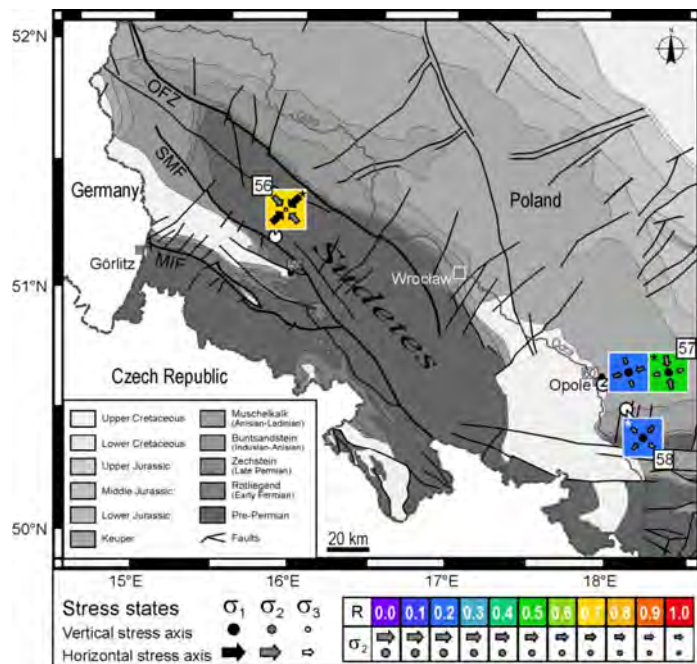 52°N
OFZ
SMF
56
Germany
Poland
Sudetes
51°N
Görlitz
MIF
Wrocław
57
Opole
Czech Republic
58
Upper Cretaceous
Lower Cretaceous
Upper Jurassic
Middle Jurassic
Lower Jurassic
Keuper
Muschelkalk
(Anisian-Ladinian)
Buntsandstein
(Indusian-Anisian)
Zechstein
(Late Permian)
Rotliegend
(Early Permian)
Pre-Permian
Faults
50°N
20 km
15°E 16°E 17°E 18°E
Stress states σ1 σ2 σ3
Vertical stress axis
Horizontal stress axis
R 0.0 0.1 0.2 0.3 0.4 0.5 0.6 0.7 0.8 0.9 1.0
σ2